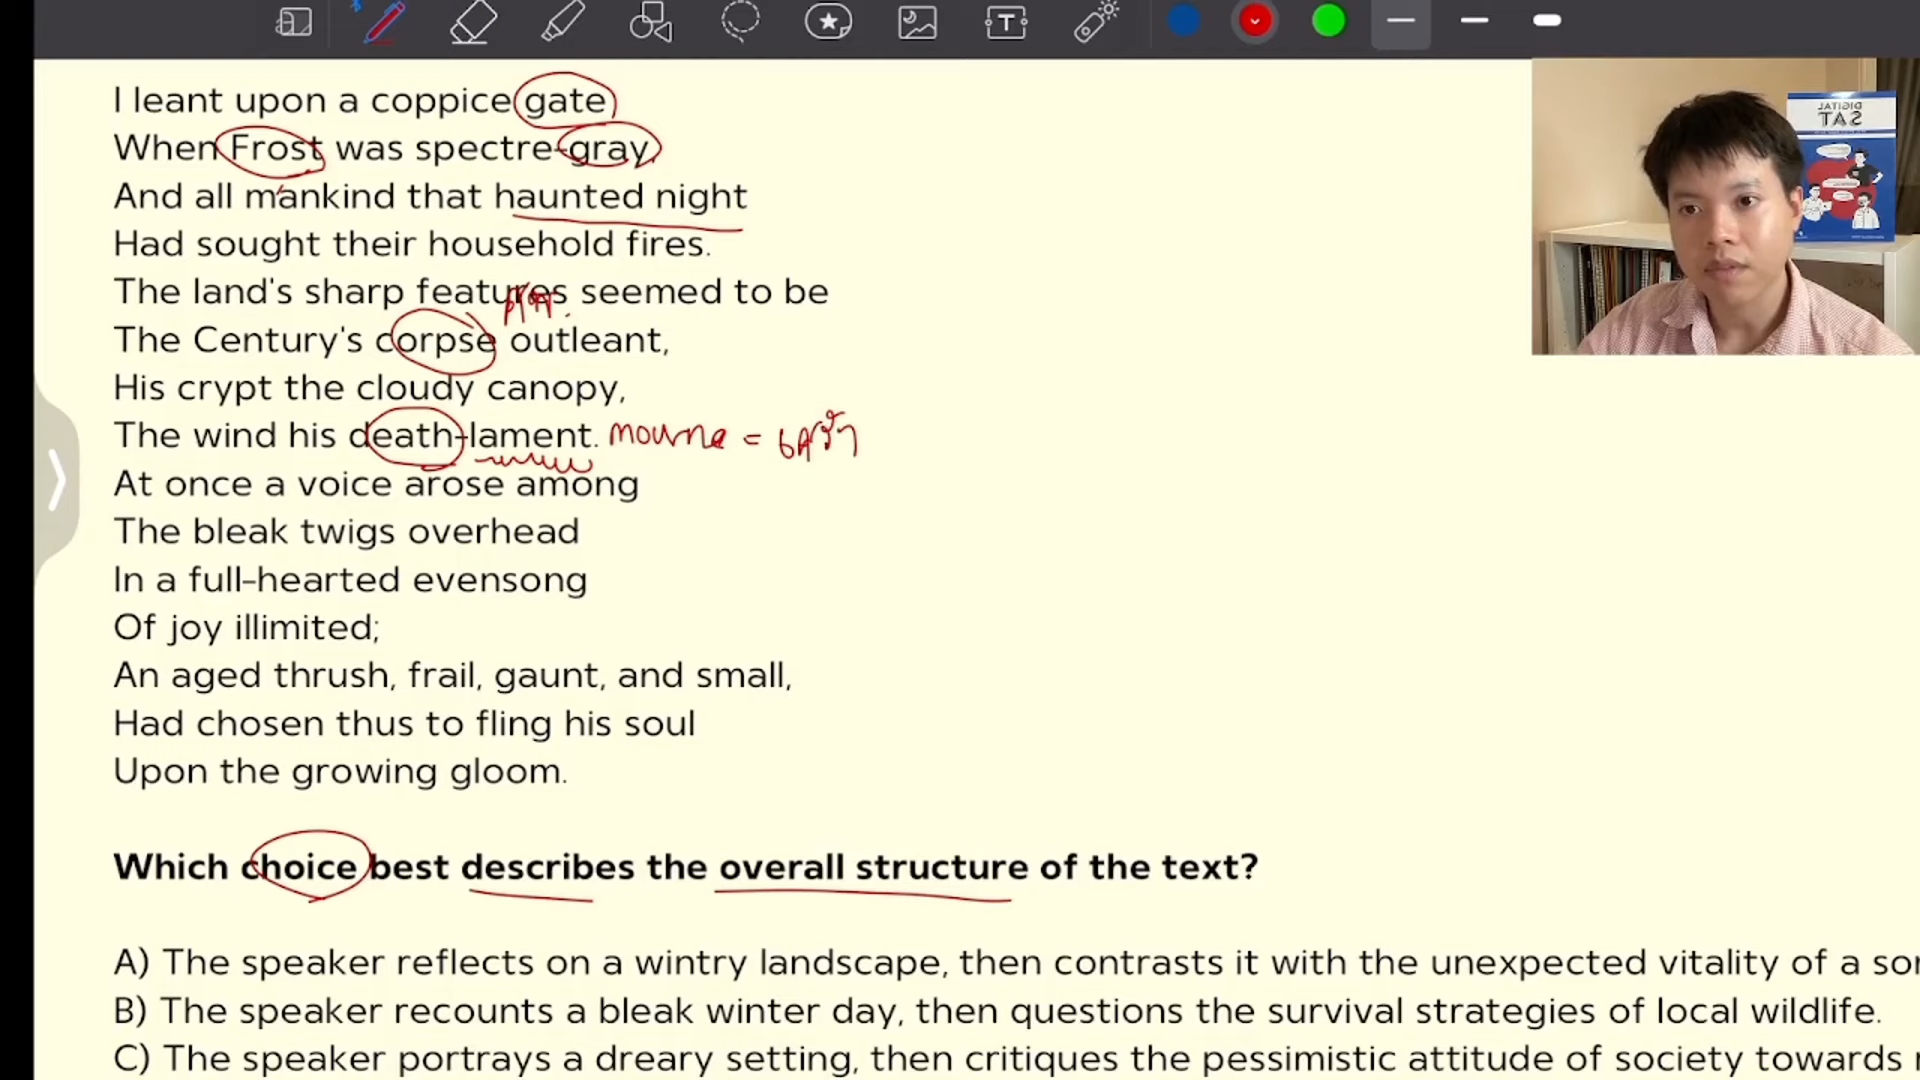 I leant upon a coppice gate
When Frost was spectre-gray,
And all mankind that haunted night
Had sought their household fires.
The land's sharp features seemed to be
The Century's corpse outleant,
His crypt the cloudy canopy,
The wind his death-lament. mourne =
At once a voice arose among
The bleak twigs overhead
In a full-hearted evensong
Of joy illimited;
An aged thrush, frail, gaunt, and small,
Had chosen thus to fling his soul
Upon the growing gloom.
Which choice best describes the overall structure of the text?
A) The speaker reflects on a wintry landscape, then contrasts it with the unexpected vitality of a
B) The speaker recounts a bleak winter day, then questions the survival strategies of local wildlife.
C) The speaker portrays a dreary setting, then critiques the pessimistic attitude of society towards
DIGITAL
SAT